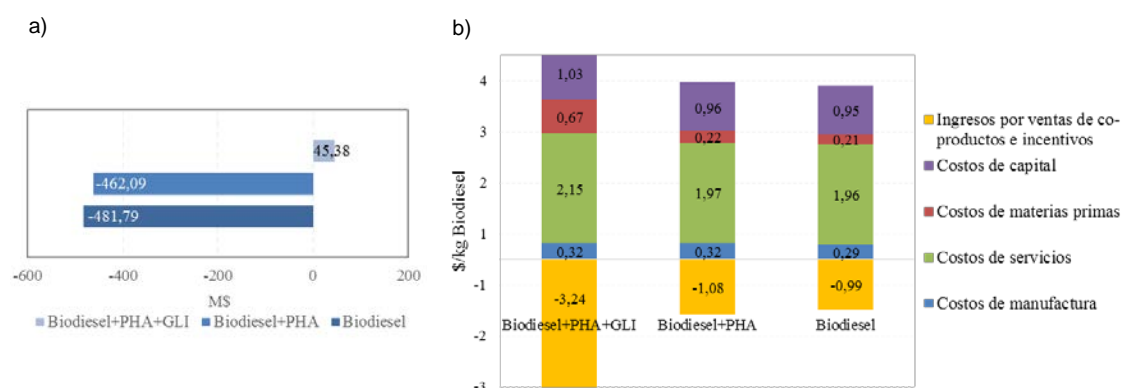 a)
45,38
-462,09
-481,79
-600
-400
-200
0
200
M$
Biodiesel+PHA+GLI
Biodiesel+PHA
Biodiesel
b)
$/kg Biodiesel
4
3
2
1
-1
-2
-3
1,03
0,67
2,15
0,32
-3,24
Biodiesel+PHA+GLI
0,96
0,22
1,97
0,32
-1,08
Biodiesel+PHA
0,95
0,21
1,96
0,29
-0,99
Biodiesel
Ingresos por ventas de co-
productos e incentivos
Costos de capital
Costos de materias primas
Costos de servicios
Costos de manufactura